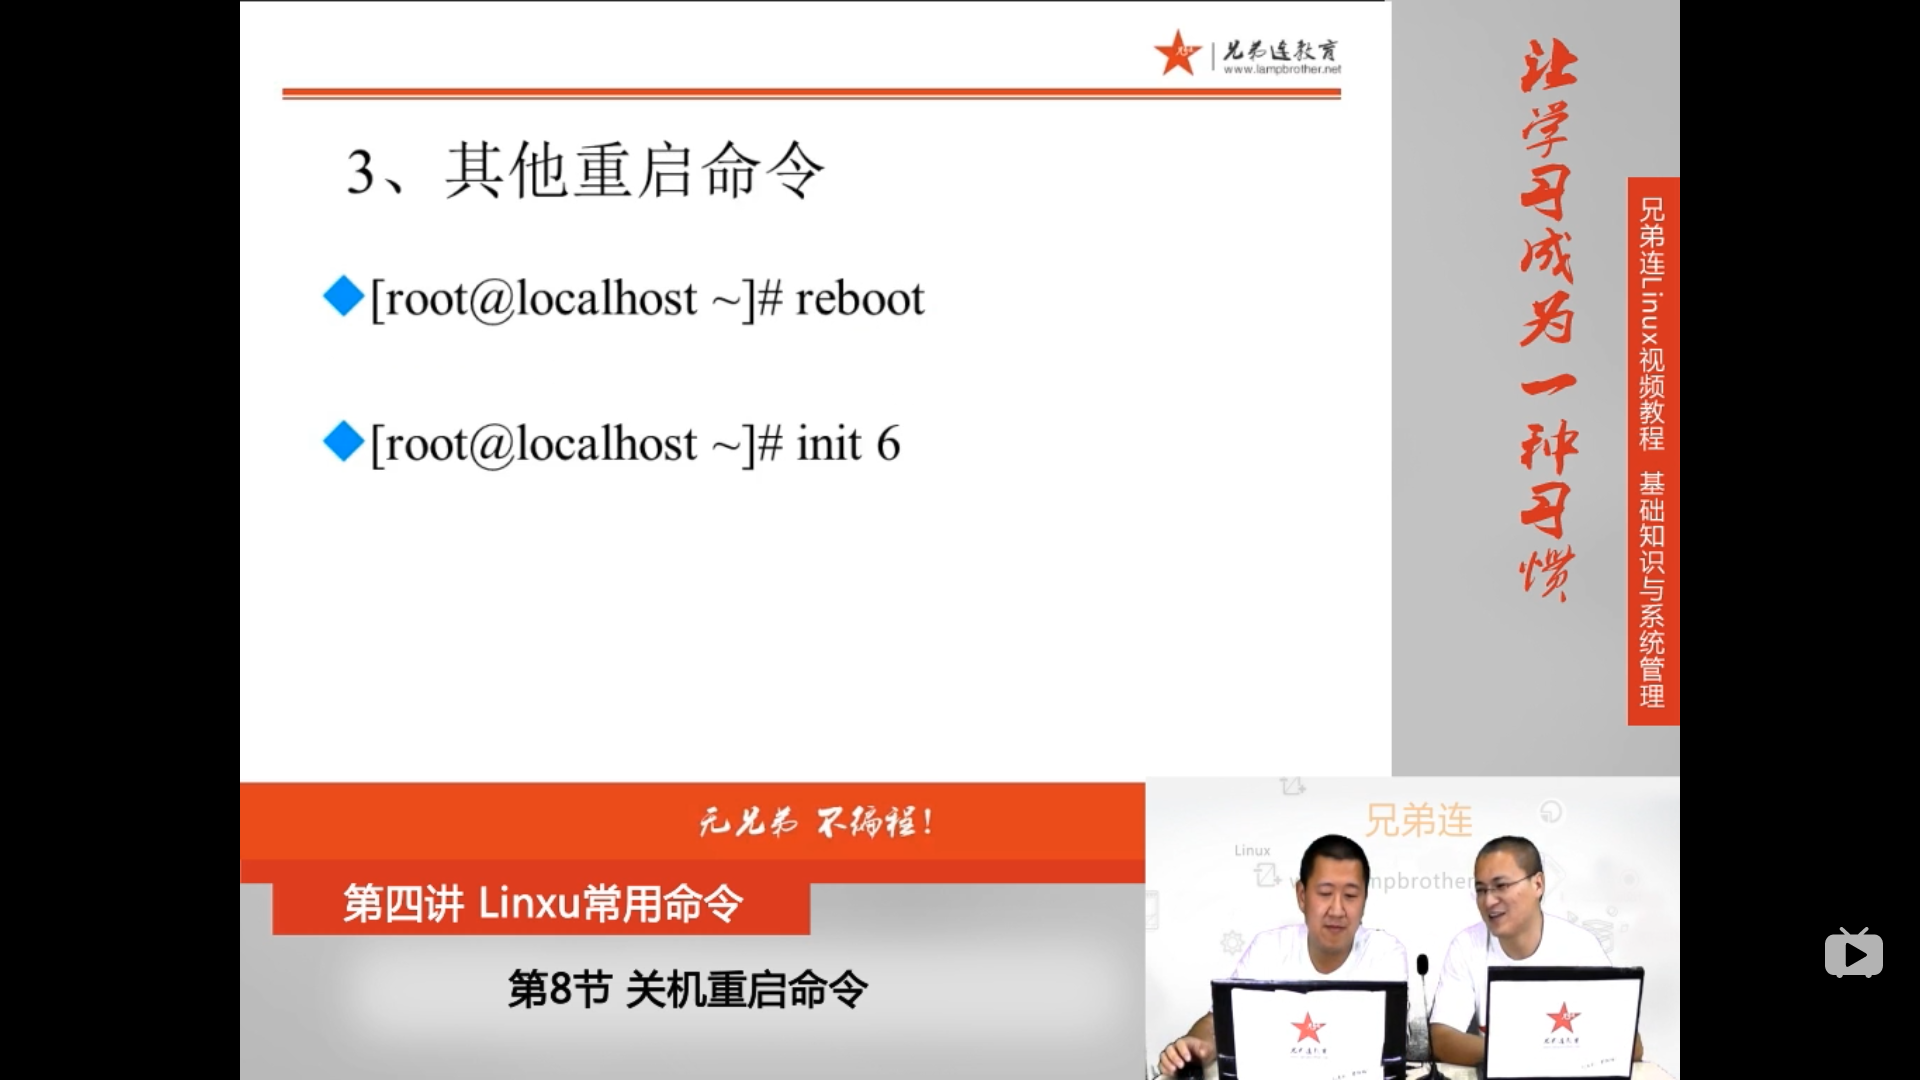 兄弟连教育
www.lampbrother.net
3、其他重启命令
[root@localhost ~]# reboot
[root@localhost ~]# init 6
让学习成为一种习惯
兄弟连Linux视频教程 基础知识与系统管理
无兄弟 不编程!
第四讲 Linxu常用命令
第8节 关机重启命令
兄弟连
Linux
mpbrother